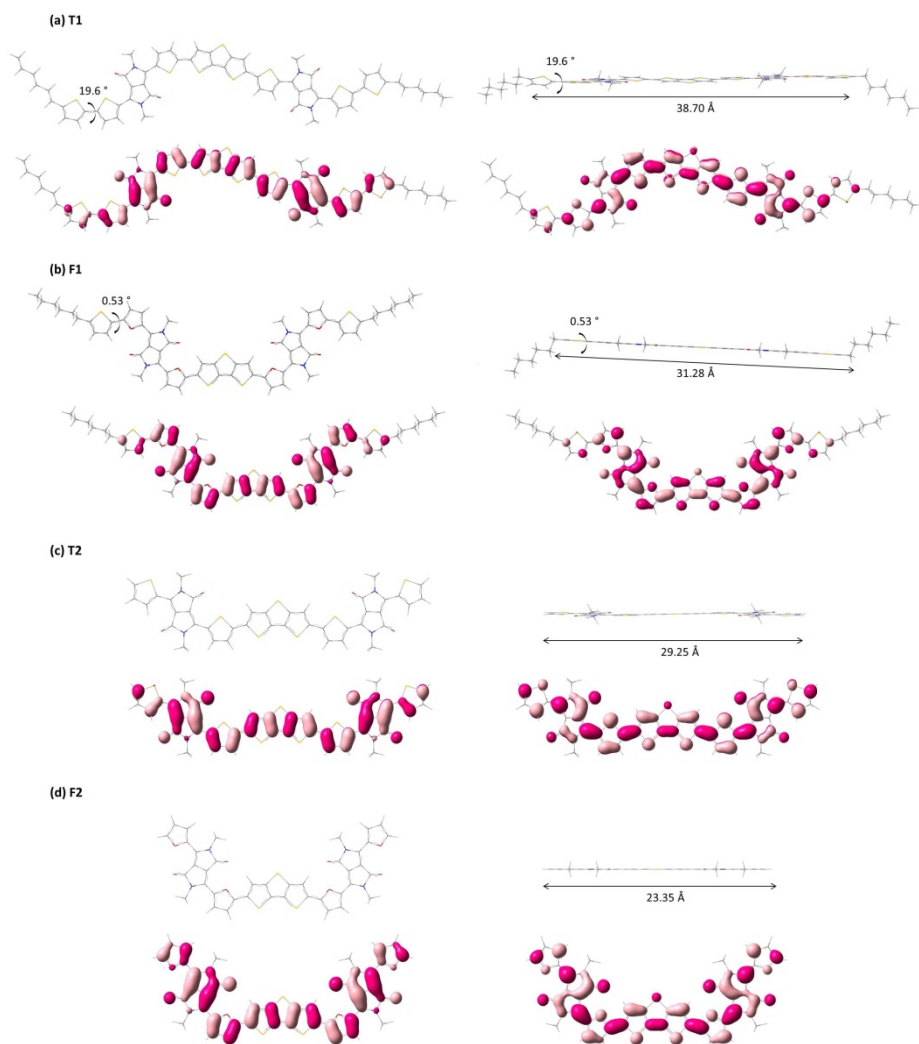 (a) T1
19.6 °
19.6 °
38.70 Å
(b) F1
0.53 °
0.53 °
31.28 Å
(c) T2
29.25 Å
(d) F2
23.35 Å